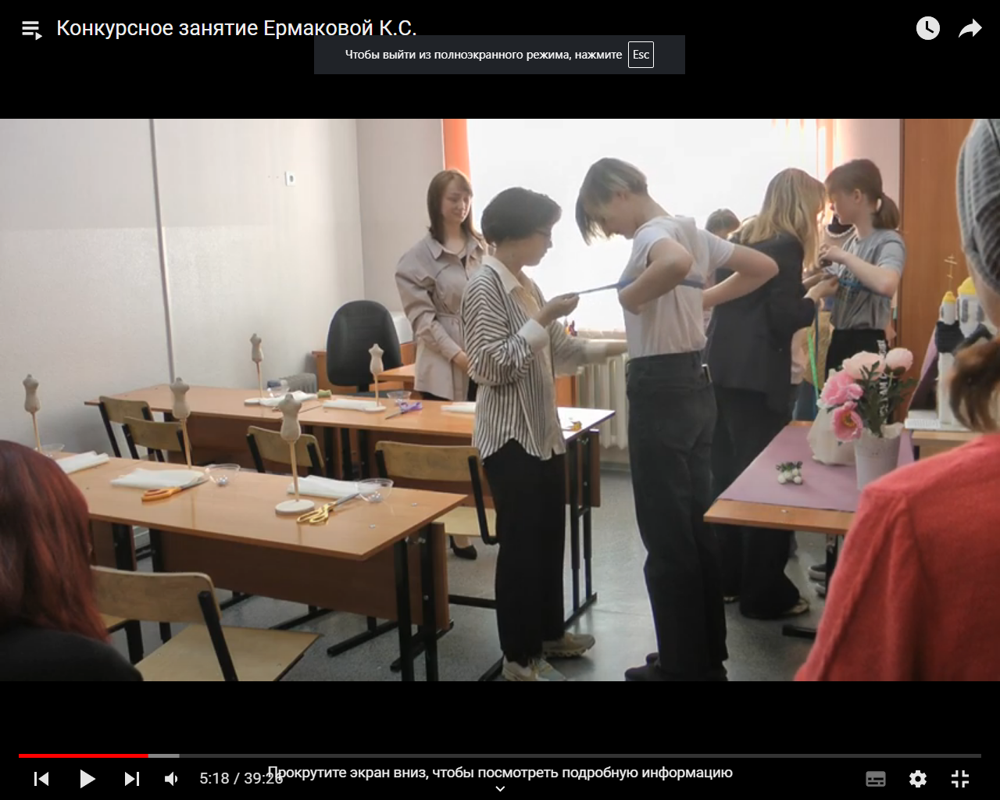 Конкурсное занятие Ермаковой К.С.
Чтобы выйти из полноэкранного режима, нажмите Esc
5:18 / 39:26
Прокрутите экран вниз, чтобы посмотреть подробную информацию